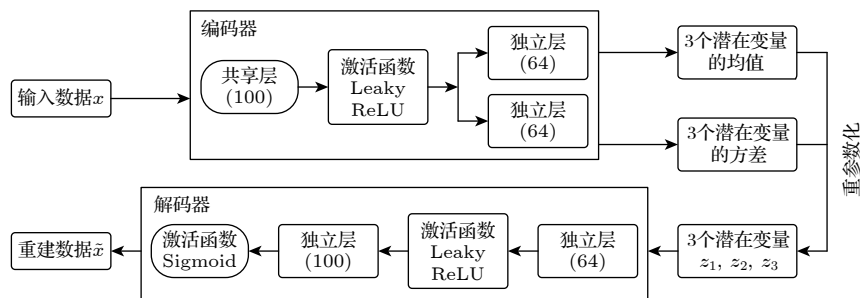 编码器
输入数据x
共享层
(100)
激活函数
Leaky
ReLU
独立层
(64)
独立层
(64)
3个潜在变量
的均值
3个潜在变量
的方差
重参数化
解码器
重建数据x̃
激活函数
Sigmoid
独立层
(100)
激活函数
Leaky
ReLU
独立层
(64)
3个潜在变量
z₁, z₂, z₃